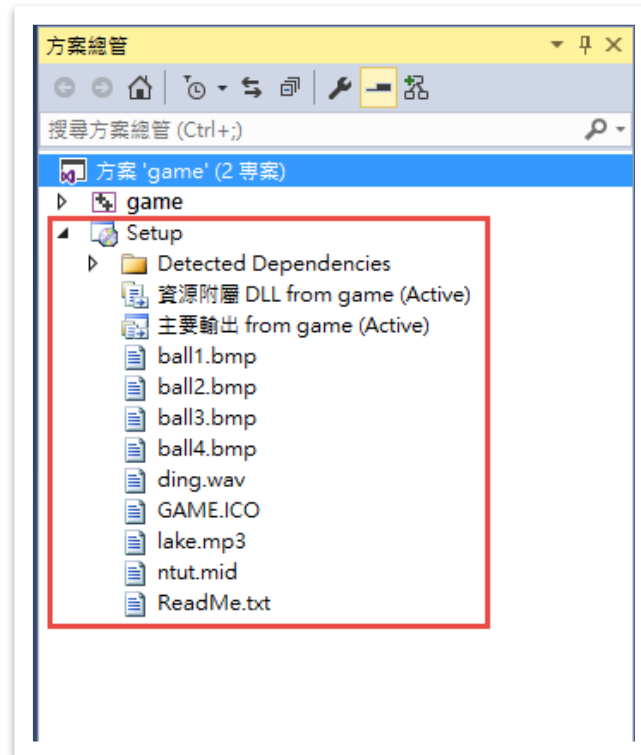 方案總管
搜尋方案總管 (Ctrl+;)
方案 'game' (2 專案)
game
Setup
Detected Dependencies
資源附屬 DLL from game (Active)
主要輸出 from game (Active)
ball1.bmp
ball2.bmp
ball3.bmp
ball4.bmp
ding.wav
GAME.ICO
lake.mp3
ntut.mid
ReadMe.txt